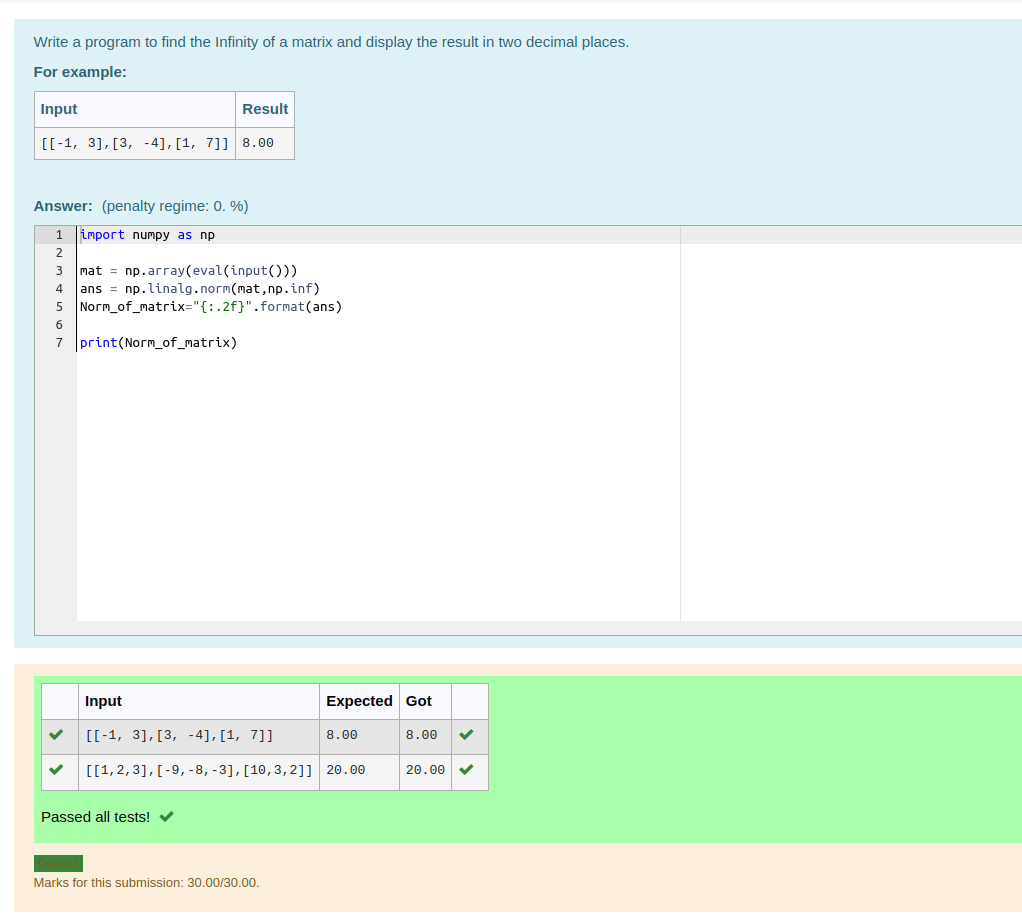 Write a program to find the Infinity of a matrix and display the result in two decimal places.
For example:
Input Result
[[-1, 3],[3, -4],[1, 7]] 8.00
Answer: (penalty regime: 0. %)
1 import numpy as np
2
3 mat = np.array(eval(input()))
4 ans = np.linalg.norm(mat,np.inf)
5 Norm_of_matrix="{:.2f}".format(ans)
6
7 print(Norm_of_matrix)
Input Expected Got
[[-1, 3],[3, -4],[1, 7]] 8.00 8.00
[[1,2,3],[-9,-8,-3],[10,3,2]] 20.00 20.00
Passed all tests!
Correct
Marks for this submission: 30.00/30.00.